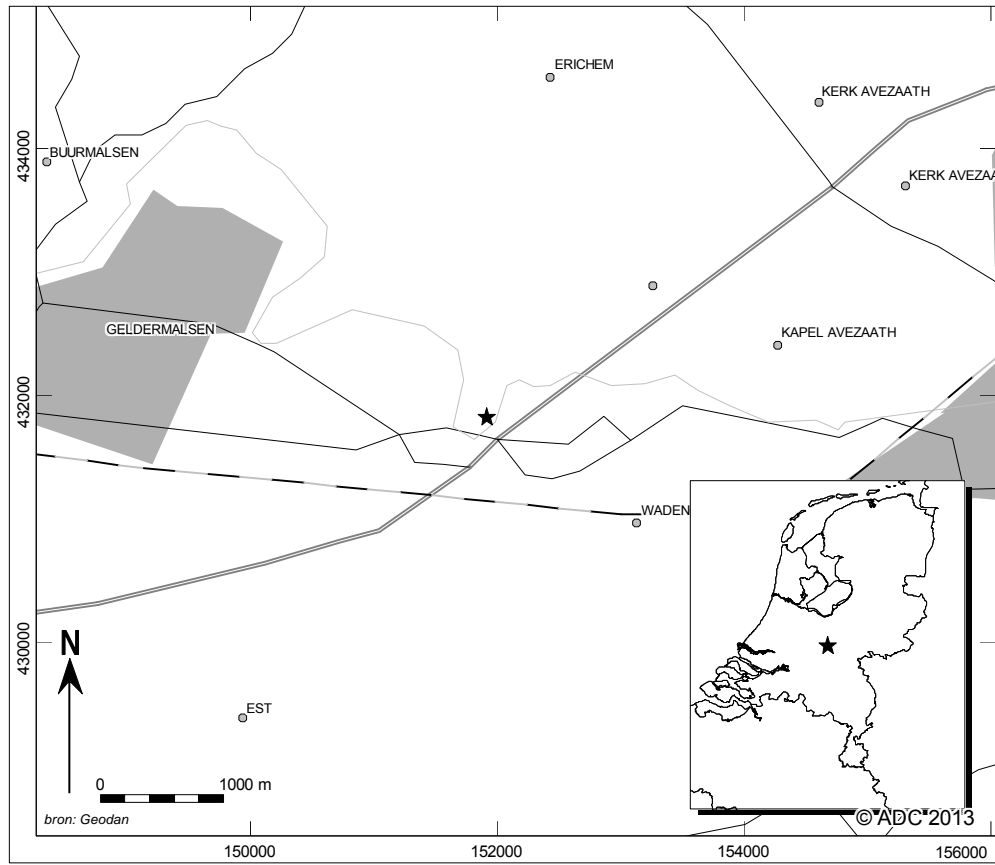 ERICHEM
KERK AVEZAATH
434000
BUURMALSEN
KERK AVEZAA
GELDERMALSEN
KAPEL AVEZAATH
432000
WADEN
430000
N
EST
0 1000 m
bron: Geodan
© ADC 2013
150000 152000 154000 156000